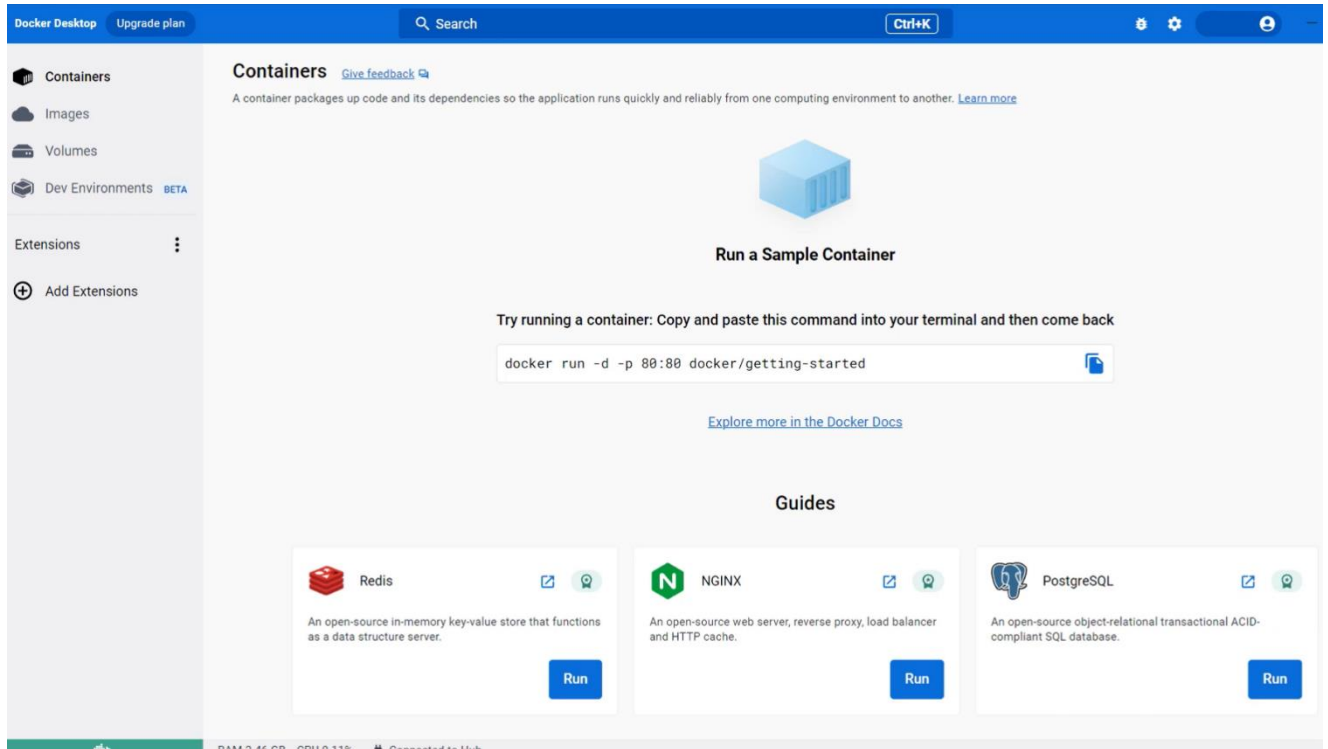 Docker Desktop Upgrade plan Search Ctrl+K
Containers
Images
Volumes
Dev Environments BETA
Extensions
Add Extensions
Containers Give feedback
A container packages up code and its dependencies so the application runs quickly and reliably from one computing environment to another. Learn more
Run a Sample Container
Try running a container: Copy and paste this command into your terminal and then come back
docker run -d -p 80:80 docker/getting-started
Explore more in the Docker Docs
Guides
Redis
An open-source in-memory key-value store that functions
as a data structure server.
Run
NGINX
An open-source web server, reverse proxy, load balancer
and HTTP cache.
Run
PostgreSQL
An open-source object-relational transactional ACID-
compliant SQL database.
Run
Connected to Hub